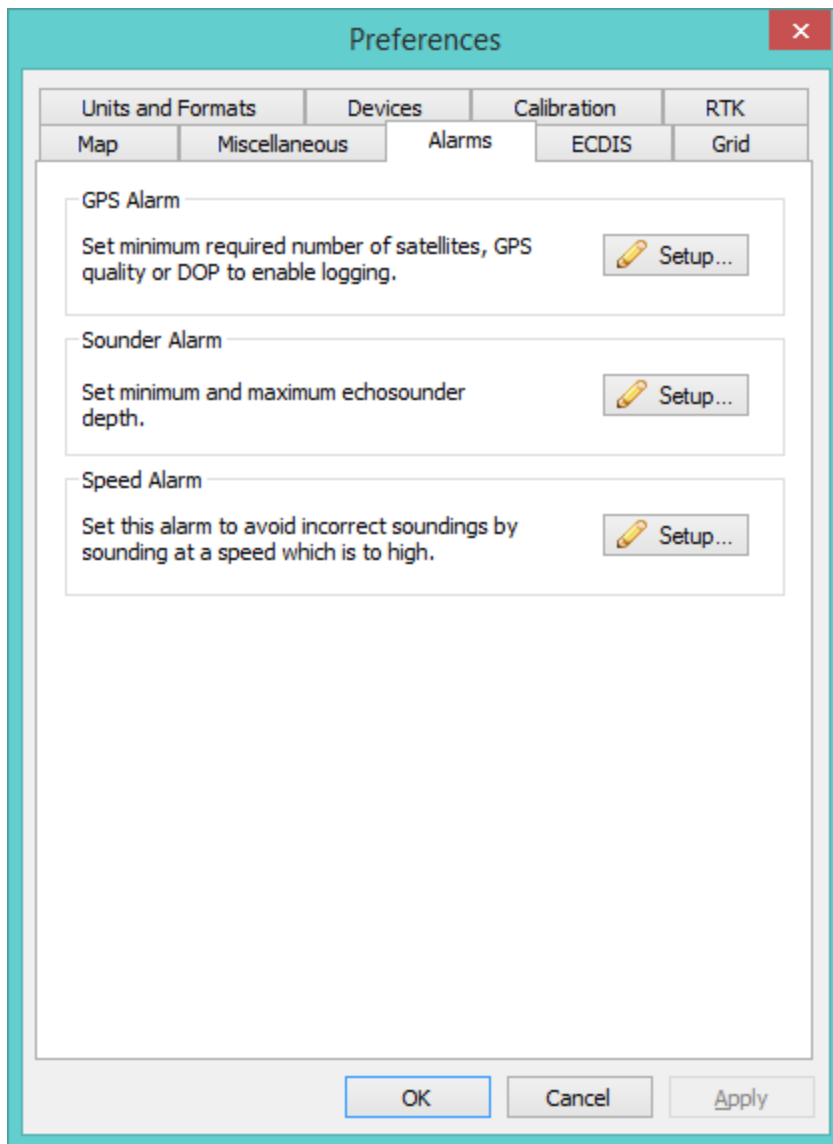 Preferences
Units and Formats Devices Calibration RTK
Map Miscellaneous Alarms ECDIS Grid
GPS Alarm
Set minimum required number of satellites, GPS
quality or DOP to enable logging.
Setup...
Sounder Alarm
Set minimum and maximum echosounder
depth.
Setup...
Speed Alarm
Set this alarm to avoid incorrect soundings by
sounding at a speed which is to high.
Setup...
OK Cancel Apply